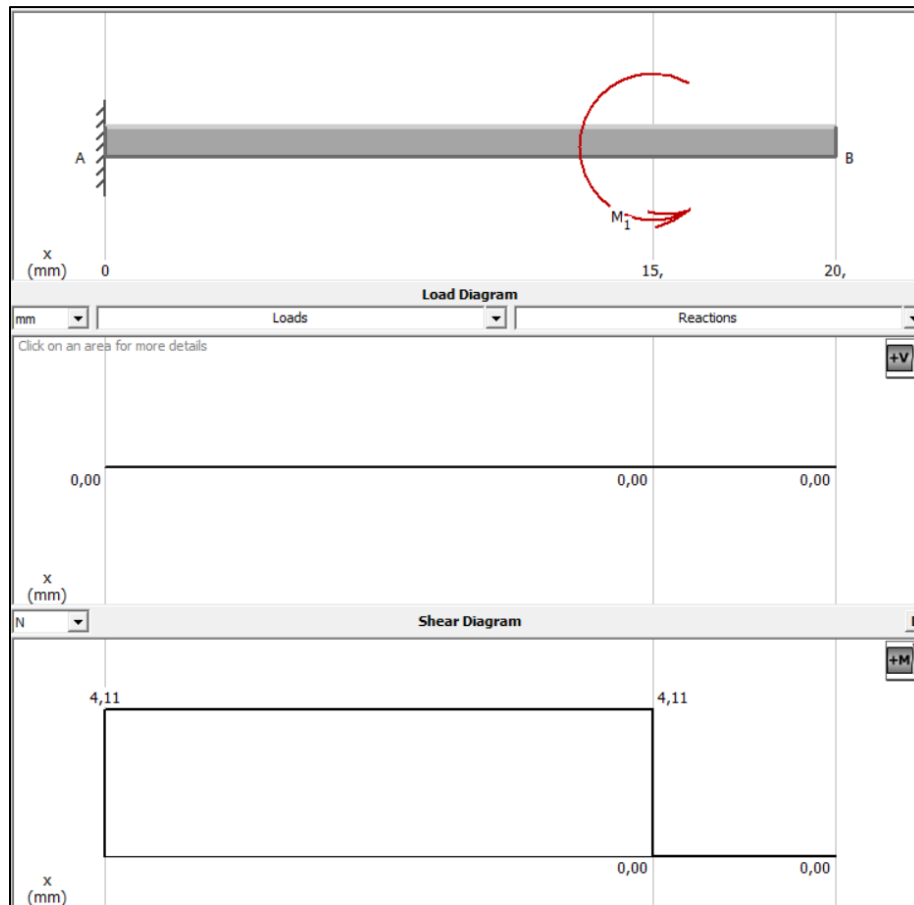 A
B
M1
x
(mm)
0
15,
20,
Load Diagram
mm
Loads
Reactions
Click on an area for more details
+V
0,00
0,00
0,00
x
(mm)
N
Shear Diagram
+M
4,11
4,11
0,00
0,00
x
(mm)